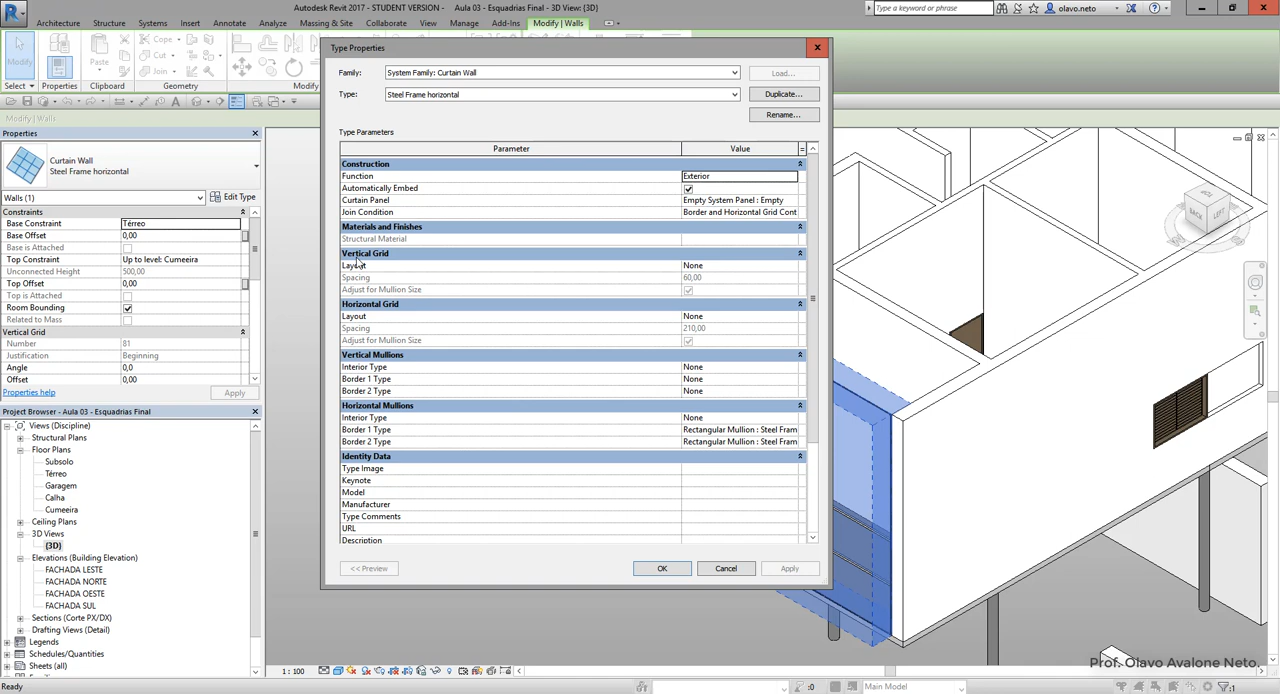 Autodesk Revit 2017 - STUDENT VERSION - Aula 03 - Esquadrias Final - 3D View: {3D}
Type a keyword or phrase
olavo.neto
Architecture Structure Systems Insert Annotate Analyze Massing & Site Collaborate View Manage Add-Ins Modify | Walls
Modify
Paste
Cope
Cut
Join
Select Properties Clipboard Geometry Modify
Modify | Walls
Properties
Curtain Wall
Steel Frame horizontal
Walls (1) Edit Type
Constraints
Base Constraint Térreo
Base Offset 0,00
Base is Attached
Top Constraint Up to level: Cumeeira
Unconnected Height 500,00
Top Offset 0,00
Top is Attached
Room Bounding
Related to Mass
Vertical Grid
Number 81
Justification Beginning
Angle 0,0
Offset 0,00
Properties help Apply
Project Browser - Aula 03 - Esquadrias Final
Views (Discipline)
Structural Plans
Floor Plans
Subsolo
Térreo
Garagem
Calha
Cumeeira
Ceiling Plans
3D Views
{3D}
Elevations (Building Elevation)
FACHADA LESTE
FACHADA NORTE
FACHADA OESTE
FACHADA SUL
Sections (Corte PX/DX)
Drafting Views (Detail)
Legends
Schedules/Quantities
Sheets (all)
Type Properties
Family: System Family: Curtain Wall Load...
Type: Steel Frame horizontal Duplicate...
Rename...
Type Parameters
Parameter Value =
Construction
Function Exterior
Automatically Embed
Curtain Panel Empty System Panel : Empty
Join Condition Border and Horizontal Grid Cont
Materials and Finishes
Structural Material
Vertical Grid
Layout None
Spacing 60,00
Adjust for Mullion Size
Horizontal Grid
Layout None
Spacing 210,00
Adjust for Mullion Size
Vertical Mullions
Interior Type None
Border 1 Type None
Border 2 Type None
Horizontal Mullions
Interior Type None
Border 1 Type Rectangular Mullion : Steel Fram
Border 2 Type Rectangular Mullion : Steel Fram
Identity Data
Type Image
Keynote
Model
Manufacturer
Type Comments
URL
Description
<< Preview OK Cancel Apply
BACK LEFT
1 : 100
Prof. Olavo Avalone Neto.
Ready
:0 Main Model :1